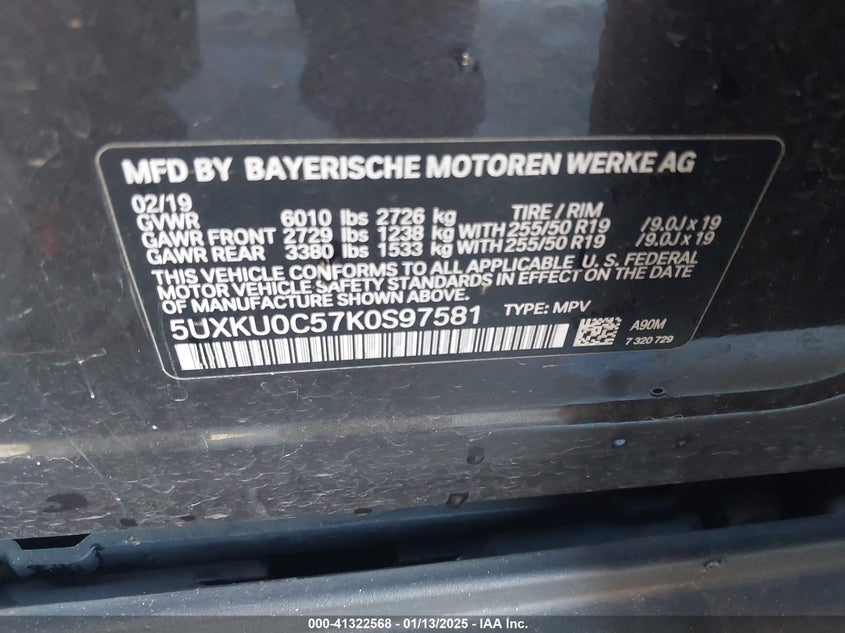 MFD BY BAYERISCHE MOTOREN WERKE AG
02/19 TIRE / RIM
GVWR 6010 lbs 2726 kg
GAWR FRONT 2729 lbs 1238 kg WITH 255/50 R19 /9.0J x 19
GAWR REAR 3380 lbs 1533 kg WITH 255/50 R19 /9.0J x 19
THIS VEHICLE CONFORMS TO ALL APPLICABLE U. S. FEDERAL
MOTOR VEHICLE SAFETY STANDARDS IN EFFECT ON THE DATE
OF MANUFACTURE SHOWN ABOVE.
5UXKU0C57K0S97581 TYPE: MPV
A90M
7 320 729
000-41322568 — 01/13/2025 — IAA Inc.